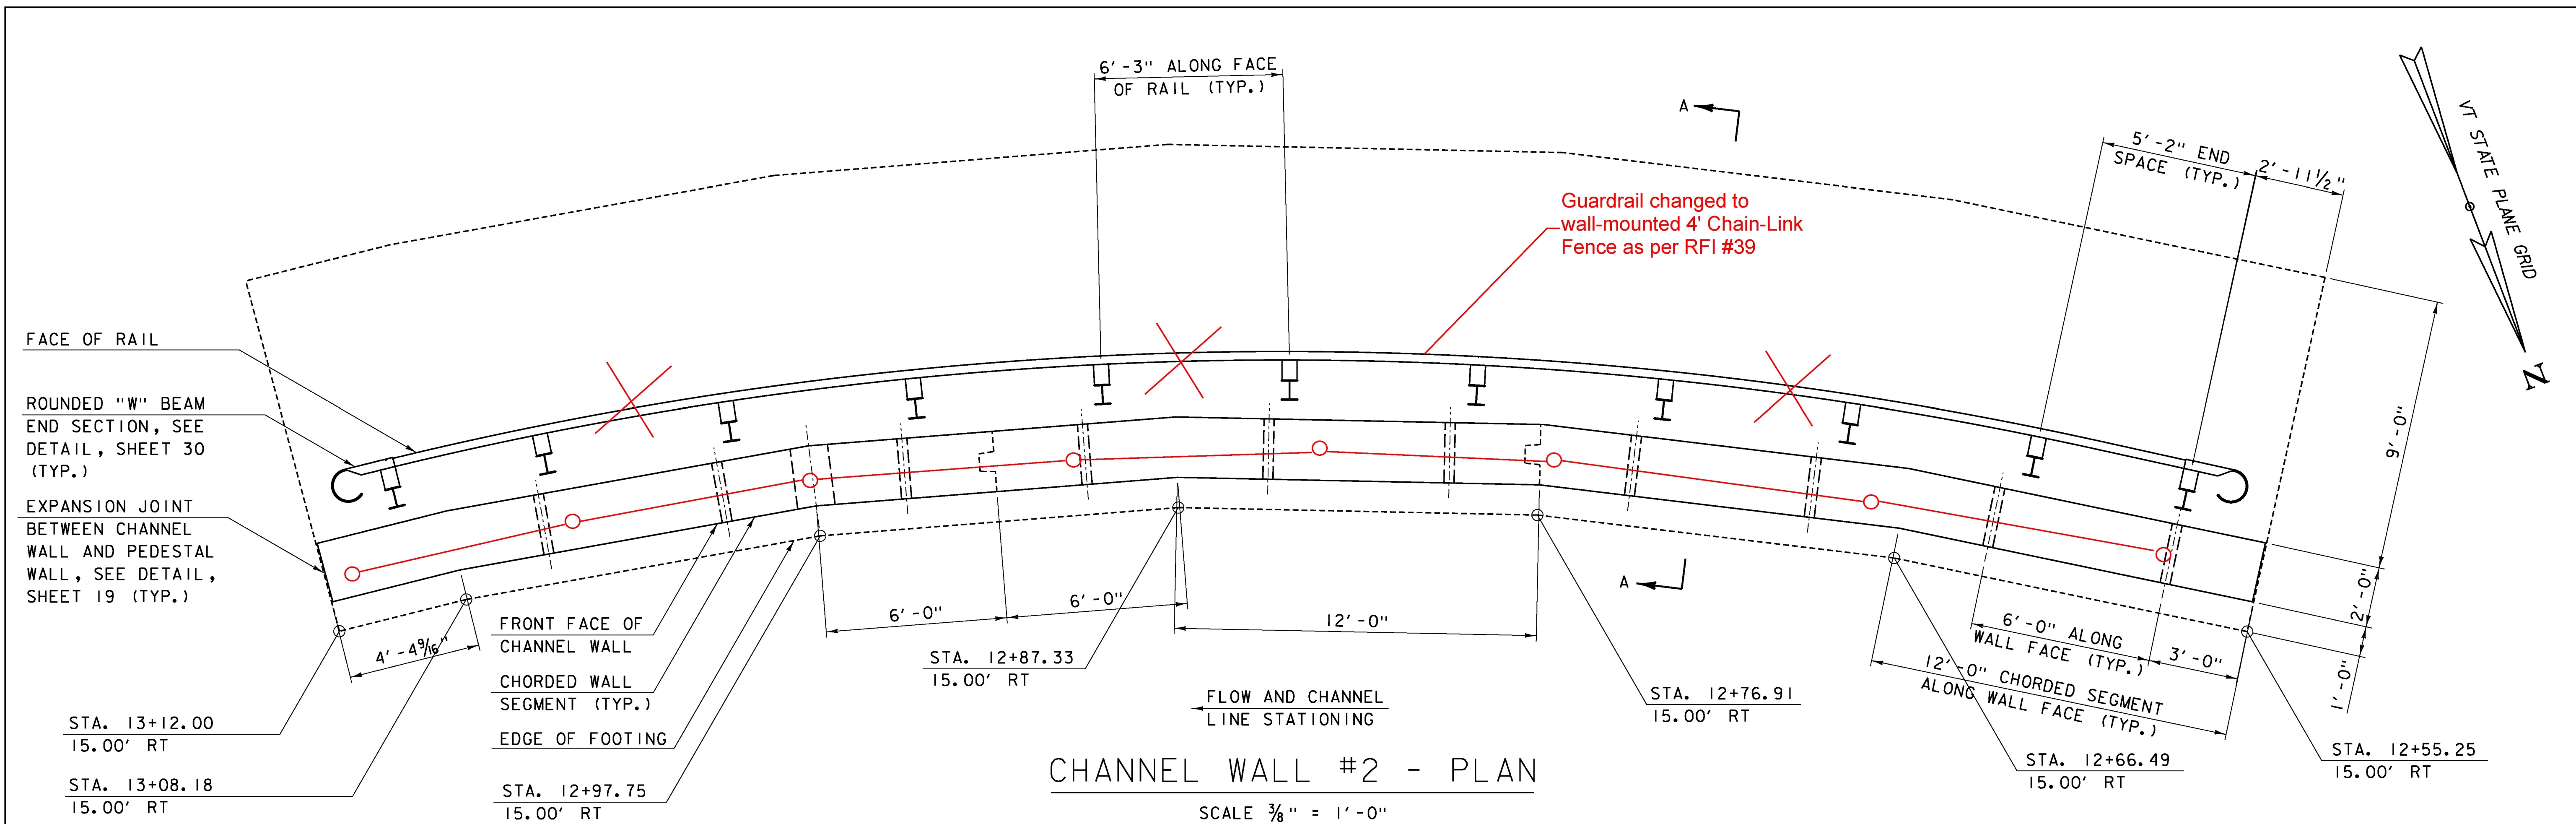 6'-3" ALONG FACE
OF RAIL (TYP.)
A
5'-2" END
SPACE (TYP.)
2'-11½"
VT STATE PLANE GRID
N
Guardrail changed to
wall-mounted 4' Chain-Link
Fence as per RFI #39
FACE OF RAIL
ROUNDED "W" BEAM
END SECTION, SEE
DETAIL, SHEET 30
(TYP.)
EXPANSION JOINT
BETWEEN CHANNEL
WALL AND PEDESTAL
WALL, SEE DETAIL,
SHEET 19 (TYP.)
9'-0"
2'-0"
1'-0"
A
6'-0"
6'-0"
12'-0"
4'-4 9/16"
FRONT FACE OF
CHANNEL WALL
CHORDED WALL
SEGMENT (TYP.)
EDGE OF FOOTING
6'-0" ALONG
WALL FACE (TYP.)
3'-0"
12'-0" CHORDED SEGMENT
ALONG WALL FACE (TYP.)
STA. 13+12.00
15.00' RT
STA. 13+08.18
15.00' RT
STA. 12+97.75
15.00' RT
STA. 12+87.33
15.00' RT
FLOW AND CHANNEL
LINE STATIONING
STA. 12+76.91
15.00' RT
STA. 12+66.49
15.00' RT
STA. 12+55.25
15.00' RT
CHANNEL WALL #2 - PLAN
SCALE ⅜" = 1'-0"